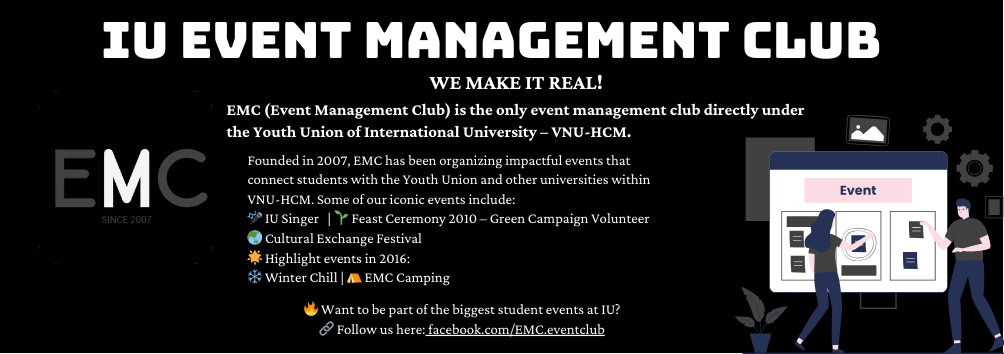 IU EVENT MANAGEMENT CLUB
WE MAKE IT REAL!
EMC (Event Management Club) is the only event management club directly under
the Youth Union of International University – VNU-HCM.
EMC
SINCE 2007
Founded in 2007, EMC has been organizing impactful events that
connect students with the Youth Union and other universities within
VNU-HCM. Some of our iconic events include:
🎤 IU Singer | 🌱 Feast Ceremony 2010 – Green Campaign Volunteer
🌏 Cultural Exchange Festival
🌟 Highlight events in 2016:
❄️ Winter Chill | ⛺ EMC Camping
🔥 Want to be part of the biggest student events at IU?
🔗 Follow us here: facebook.com/EMC.eventclub
Event